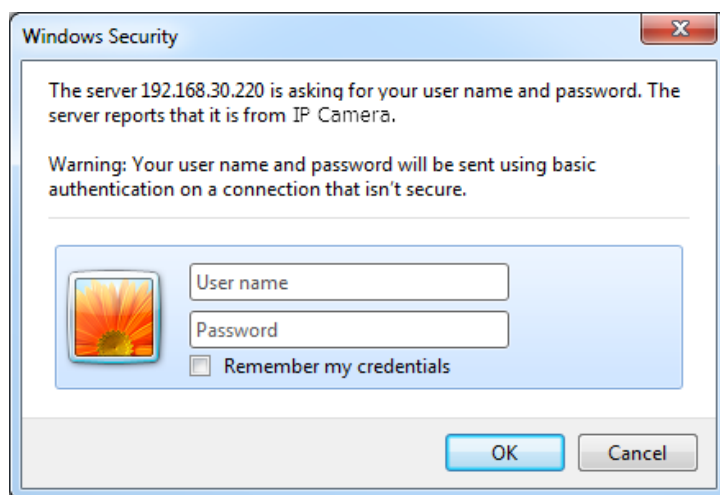 Windows Security
The server 192.168.30.220 is asking for your user name and password. The
server reports that it is from IP Camera.
Warning: Your user name and password will be sent using basic
authentication on a connection that isn't secure.
User name
Password
Remember my credentials
OK Cancel